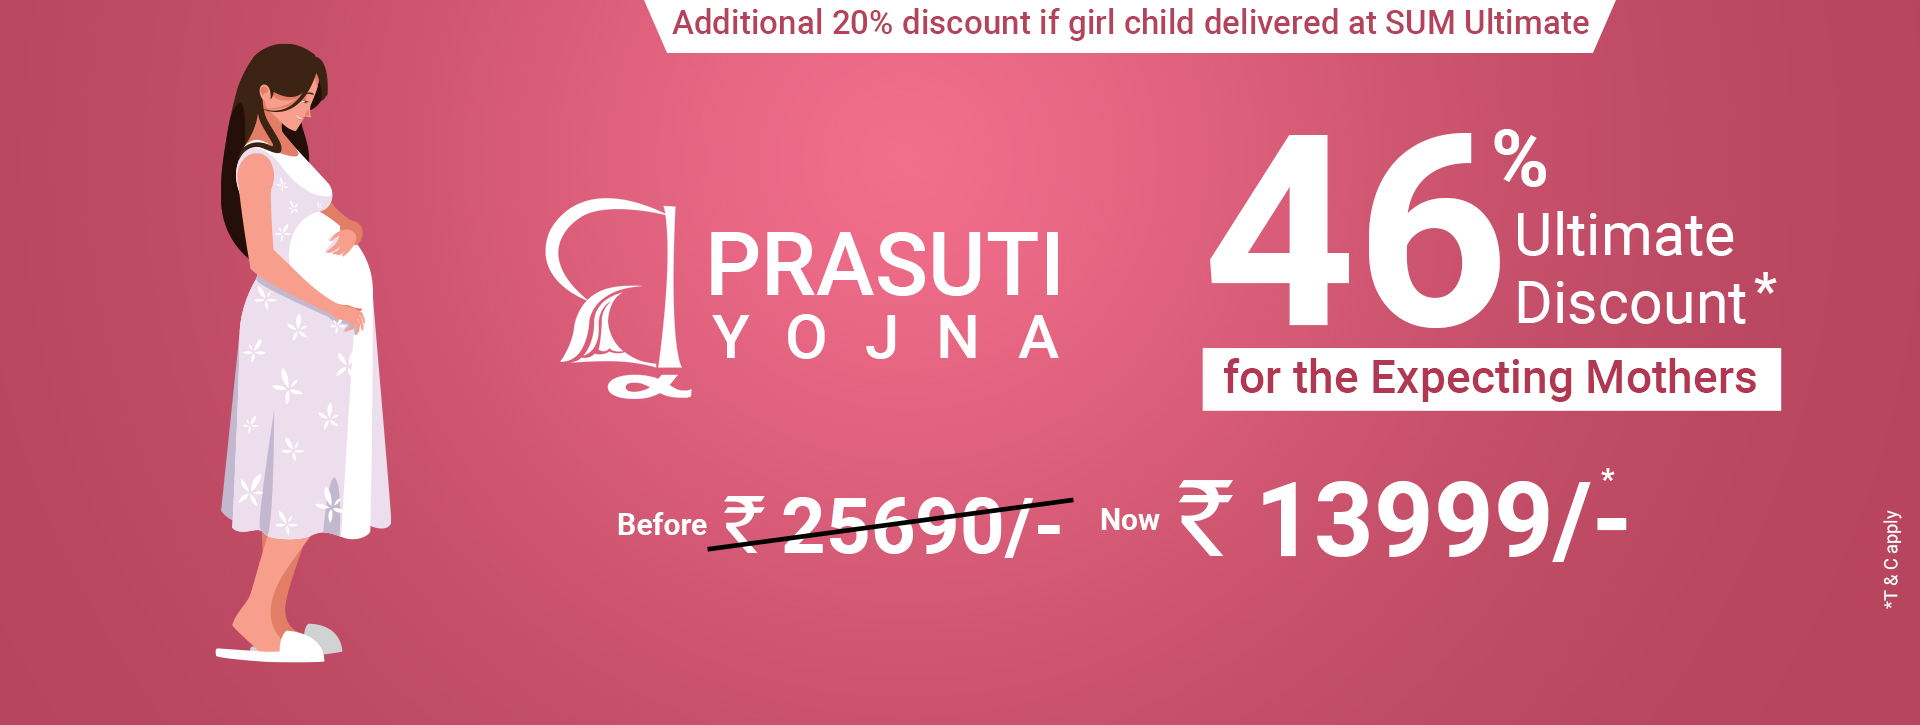 Additional 20% discount if girl child delivered at SUM Ultimate
PRASUTI
YOJNA
46%
Ultimate
Discount*
for the Expecting Mothers
Before ₹ 25690/- Now ₹ 13999/-*
*T & C apply